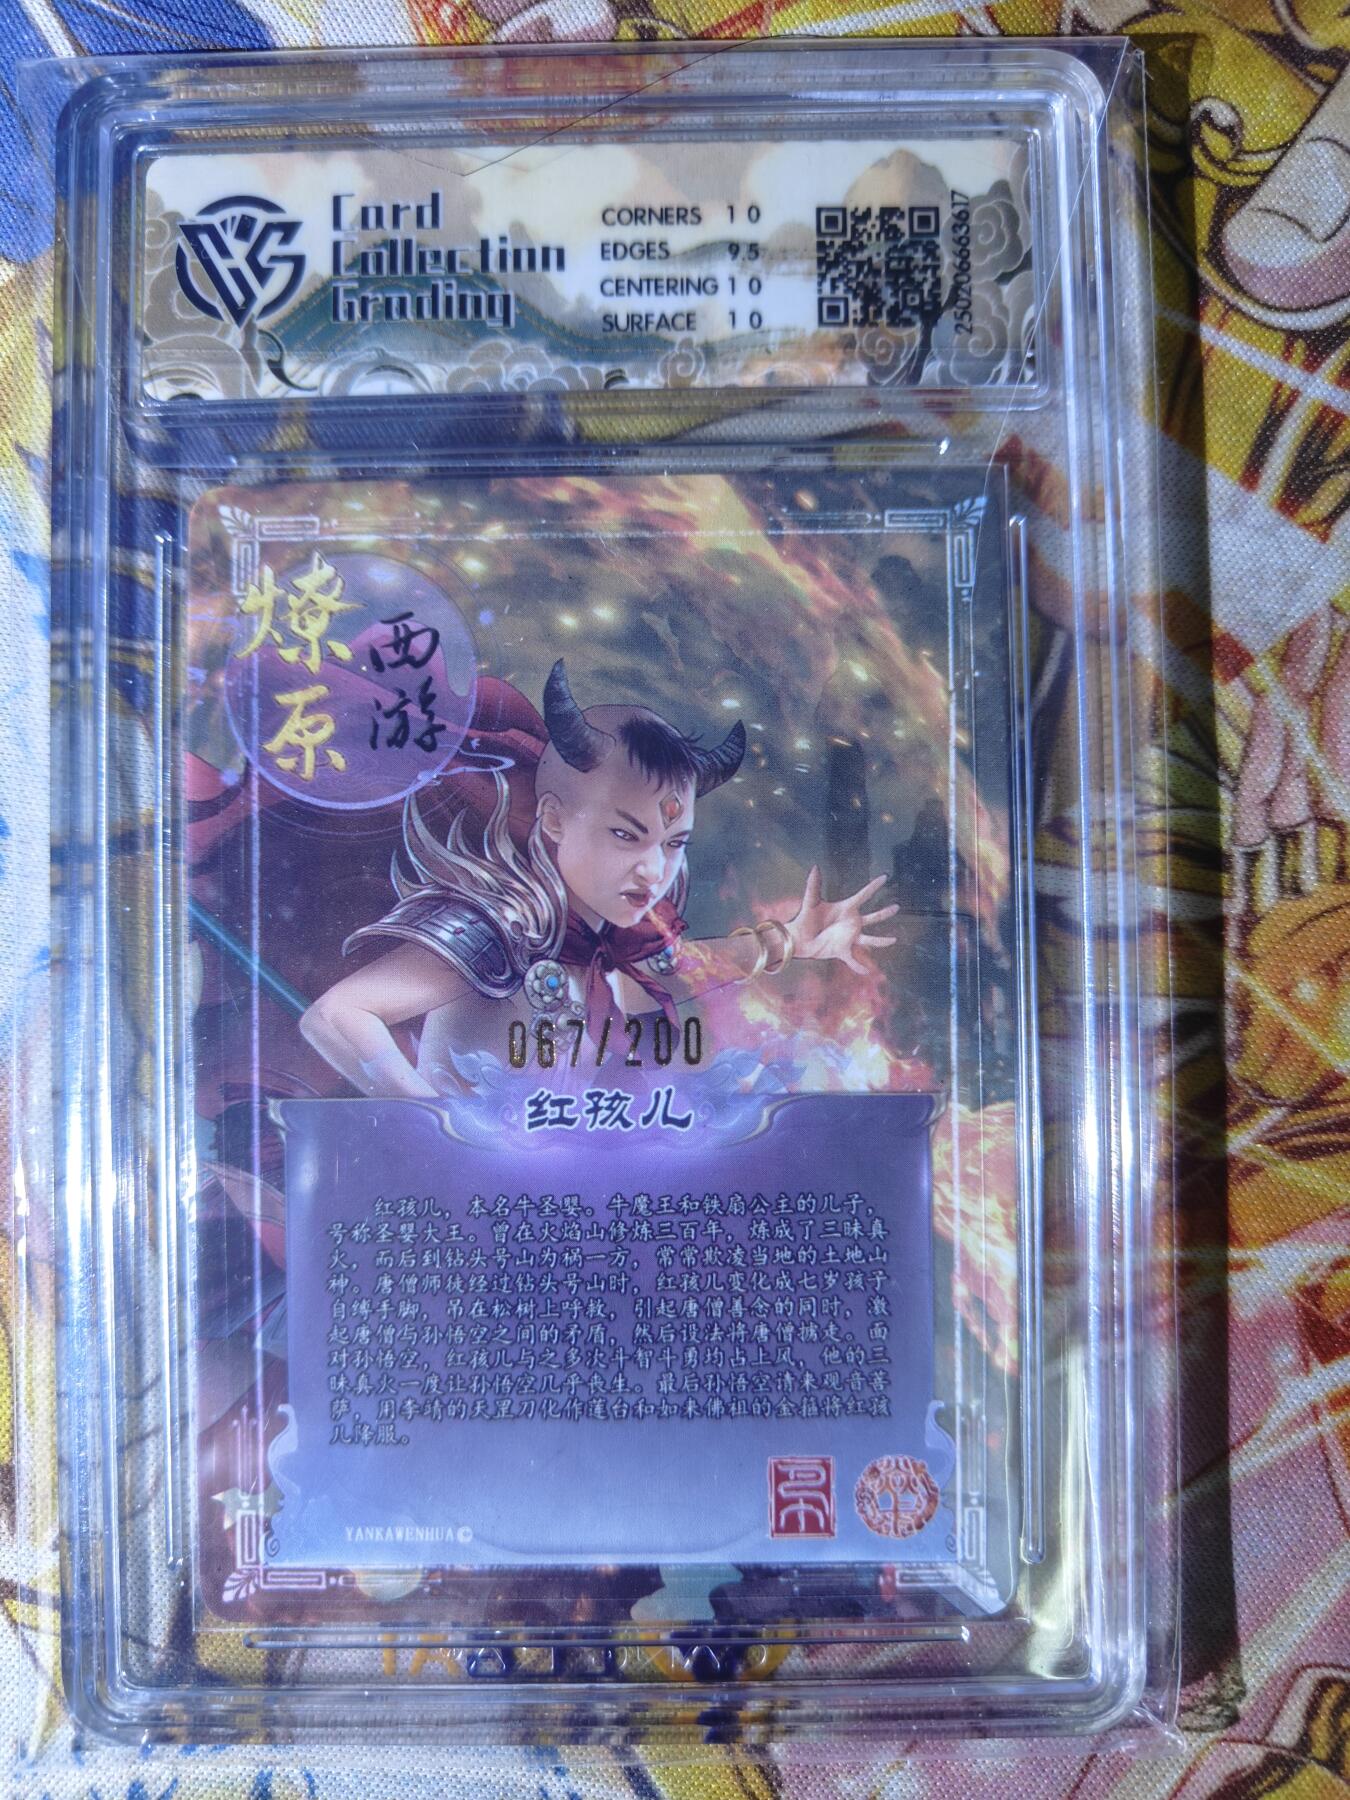 CCG
Card
Collection
Grading
CORNERS 10
EDGES 9.5
CENTERING 10
SURFACE 10
2502066363617
燎原
西游
067/200
红孩儿
红孩儿，本名牛圣婴。牛魔王和铁扇公主的儿子，
号称圣婴大王。曾在火焰山修炼三百年，炼成了三昧真
火，而后到钻头号山为祸一方，常常欺凌当地的土地山
神。唐僧师徒经过钻头号山时，红孩儿变化成七岁孩子
自缚手脚，吊在松树上呼救，引起唐僧善念的同时，激
起唐僧与孙悟空之间的矛盾，然后设法将唐僧掳走。面
对孙悟空，红孩儿与之多次斗智斗勇均占上风，他的三
昧真火一度让孙悟空几乎丧生。最后孙悟空请来观音菩
萨，用李靖的天罡刀化作莲台和如来佛祖的金箍将红孩
儿降服。
YANKAWENHUA©